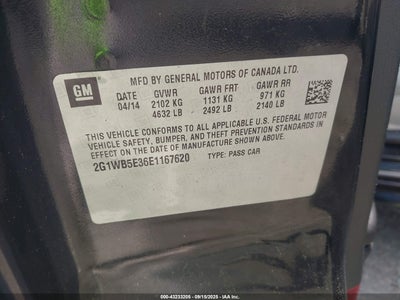 GM
MFD BY GENERAL MOTORS OF CANADA LTD.
DATE GVWR GAWR FRT GAWR RR
04/14 2102 KG 1131 KG 971 KG
4632 LB 2492 LB 2140 LB
THIS VEHICLE CONFORMS TO ALL APPLICABLE U.S. FEDERAL MOTOR
VEHICLE SAFETY, BUMPER, AND THEFT PREVENTION STANDARDS
IN EFFECT ON THE DATE OF MANUFACTURE SHOWN ABOVE.
2G1WB5E36E1167620 TYPE: PASS CAR
© 000-43233205 - 09/15/2025 - IAA, Inc.